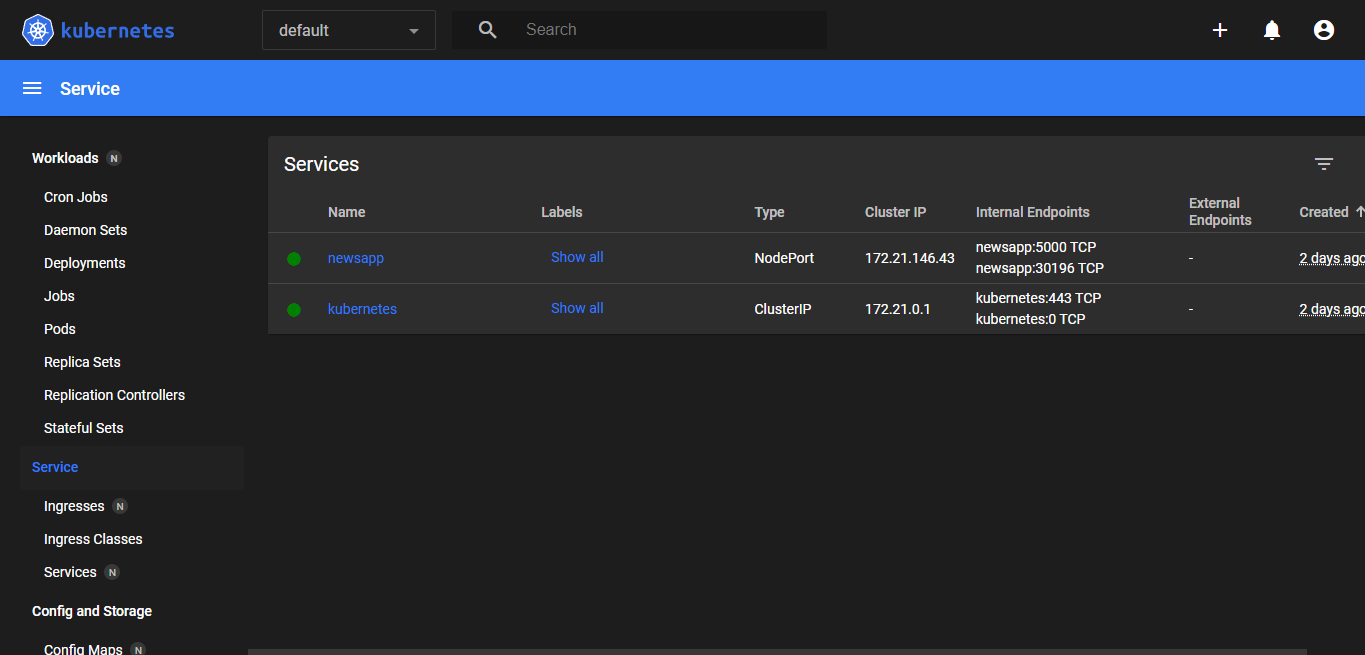 kubernetes
default
Search
Service
Workloads N
Cron Jobs
Daemon Sets
Deployments
Jobs
Pods
Replica Sets
Replication Controllers
Stateful Sets
Service
Ingresses N
Ingress Classes
Services N
Config and Storage
Config Maps N
Services
Name Labels Type Cluster IP Internal Endpoints External Endpoints Created
newsapp Show all NodePort 172.21.146.43 newsapp:5000 TCP - 2 days ago
newsapp:30196 TCP
kubernetes Show all ClusterIP 172.21.0.1 kubernetes:443 TCP - 2 days ago
kubernetes:0 TCP